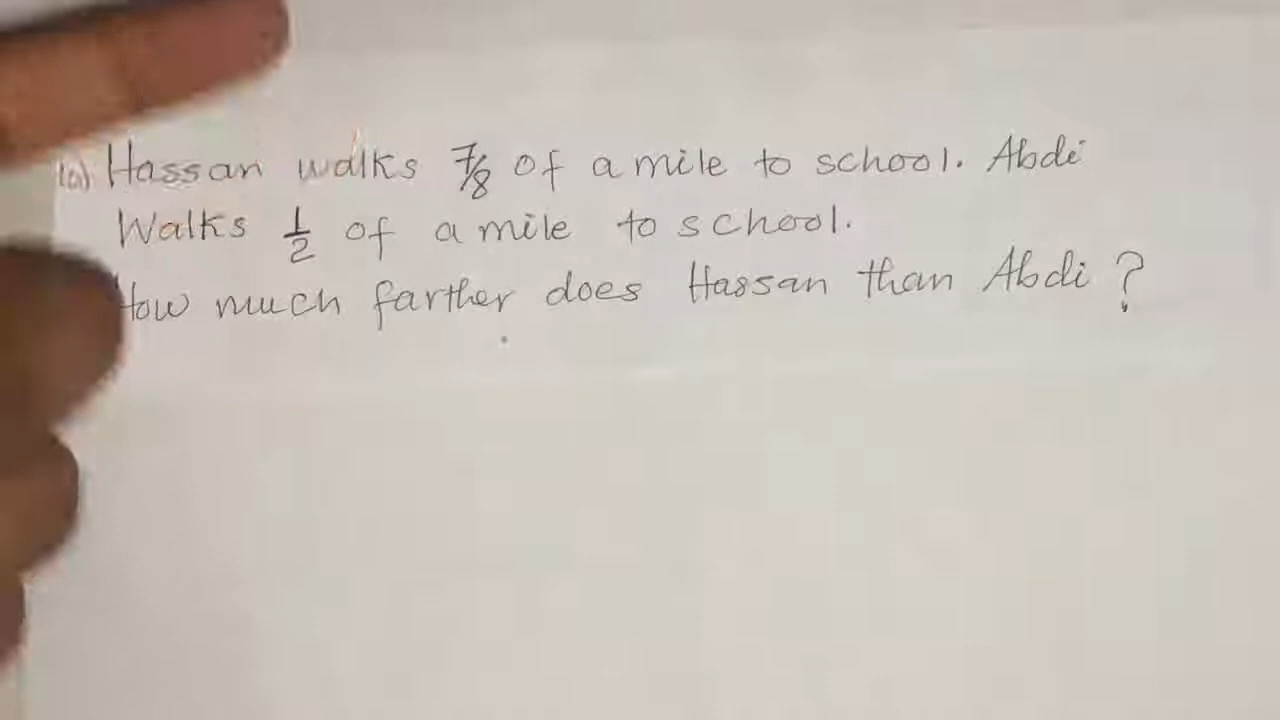 (a) Hassan walks 7/8 of a mile to school. Abdi
Walks 1/2 of a mile to school.
How much farther does Hassan than Abdi ?